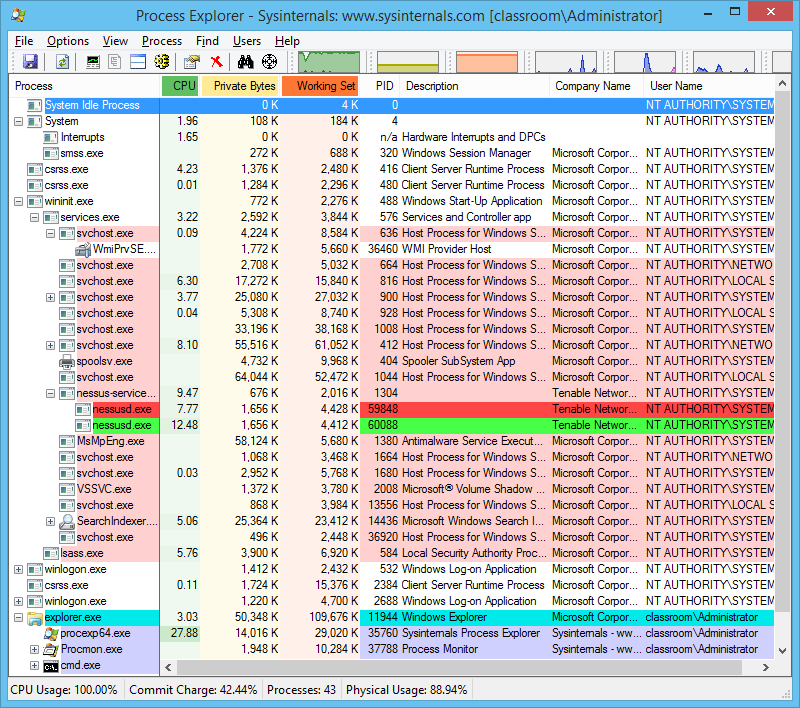 Process Explorer - Sysinternals: www.sysinternals.com [classroom\Administrator]
File Options View Process Find Users Help
Process CPU Private Bytes Working Set PID Description Company Name User Name
System Idle Process 0 K 4 K 0 NT AUTHORITY\SYSTEM
System 1.96 108 K 184 K 4 NT AUTHORITY\SYSTEM
Interrupts 1.65 0 K 0 K n/a Hardware Interrupts and DPCs
smss.exe 272 K 688 K 320 Windows Session Manager Microsoft Corpor... NT AUTHORITY\SYSTEM
csrss.exe 4.23 1,376 K 2,480 K 416 Client Server Runtime Process Microsoft Corpor... NT AUTHORITY\SYSTEM
csrss.exe 0.01 1,284 K 2,296 K 480 Client Server Runtime Process Microsoft Corpor... NT AUTHORITY\SYSTEM
wininit.exe 772 K 2,276 K 488 Windows Start-Up Application Microsoft Corpor... NT AUTHORITY\SYSTEM
services.exe 3.22 2,592 K 3,844 K 576 Services and Controller app Microsoft Corpor... NT AUTHORITY\SYSTEM
svchost.exe 0.09 4,224 K 8,584 K 636 Host Process for Windows S... Microsoft Corpor... NT AUTHORITY\SYSTEM
WmiPrvSE.... 1,772 K 5,660 K 36460 WMI Provider Host Microsoft Corpor... NT AUTHORITY\SYSTEM
svchost.exe 2,708 K 5,032 K 664 Host Process for Windows S... Microsoft Corpor... NT AUTHORITY\NETWO
svchost.exe 6.30 17,272 K 15,840 K 816 Host Process for Windows S... Microsoft Corpor... NT AUTHORITY\LOCAL S
svchost.exe 3.77 25,080 K 27,032 K 900 Host Process for Windows S... Microsoft Corpor... NT AUTHORITY\SYSTEM
svchost.exe 0.04 5,308 K 8,740 K 928 Host Process for Windows S... Microsoft Corpor... NT AUTHORITY\LOCAL S
svchost.exe 33,196 K 38,168 K 1008 Host Process for Windows S... Microsoft Corpor... NT AUTHORITY\SYSTEM
svchost.exe 8.10 55,516 K 61,052 K 412 Host Process for Windows S... Microsoft Corpor... NT AUTHORITY\NETWO
spoolsv.exe 4,732 K 9,968 K 404 Spooler SubSystem App Microsoft Corpor... NT AUTHORITY\SYSTEM
svchost.exe 64,044 K 52,472 K 1044 Host Process for Windows S... Microsoft Corpor... NT AUTHORITY\LOCAL S
nessus-service... 9.47 676 K 2,016 K 1304 Tenable Networ... NT AUTHORITY\SYSTEM
nessusd.exe 7.77 1,656 K 4,428 K 59848 Tenable Networ... NT AUTHORITY\SYSTEM
nessusd.exe 12.48 1,656 K 4,412 K 60088 Tenable Networ... NT AUTHORITY\SYSTEM
MsMpEng.exe 58,124 K 5,680 K 1380 Antimalware Service Execut... Microsoft Corpor... NT AUTHORITY\SYSTEM
svchost.exe 1,068 K 3,468 K 1664 Host Process for Windows S... Microsoft Corpor... NT AUTHORITY\NETWO
svchost.exe 0.03 2,952 K 5,768 K 1680 Host Process for Windows S... Microsoft Corpor... NT AUTHORITY\SYSTEM
VSSVC.exe 1,372 K 3,780 K 2008 Microsoft® Volume Shadow ... Microsoft Corpor... NT AUTHORITY\SYSTEM
svchost.exe 868 K 3,984 K 13556 Host Process for Windows S... Microsoft Corpor... NT AUTHORITY\LOCAL S
SearchIndexer.... 5.06 25,364 K 23,412 K 14436 Microsoft Windows Search I... Microsoft Corpor... NT AUTHORITY\SYSTEM
svchost.exe 496 K 2,448 K 36920 Host Process for Windows S... Microsoft Corpor... NT AUTHORITY\SYSTEM
lsass.exe 5.76 3,900 K 6,920 K 584 Local Security Authority Proc... Microsoft Corpor... NT AUTHORITY\SYSTEM
winlogon.exe 1,412 K 2,432 K 532 Windows Log-on Application Microsoft Corpor... NT AUTHORITY\SYSTEM
csrss.exe 0.11 1,724 K 15,376 K 2384 Client Server Runtime Process Microsoft Corpor... NT AUTHORITY\SYSTEM
winlogon.exe 1,220 K 4,700 K 2688 Windows Log-on Application Microsoft Corpor... NT AUTHORITY\SYSTEM
explorer.exe 3.03 50,348 K 109,676 K 11944 Windows Explorer Microsoft Corpor... classroom\Administrator
procexp64.exe 27.88 14,016 K 29,020 K 35760 Sysinternals Process Explorer Sysinternals - ww... classroom\Administrator
Procmon.exe 1,948 K 10,284 K 37788 Process Monitor Sysinternals - ww... classroom\Administrator
cmd.exe
CPU Usage: 100.00% Commit Charge: 42.44% Processes: 43 Physical Usage: 88.94%